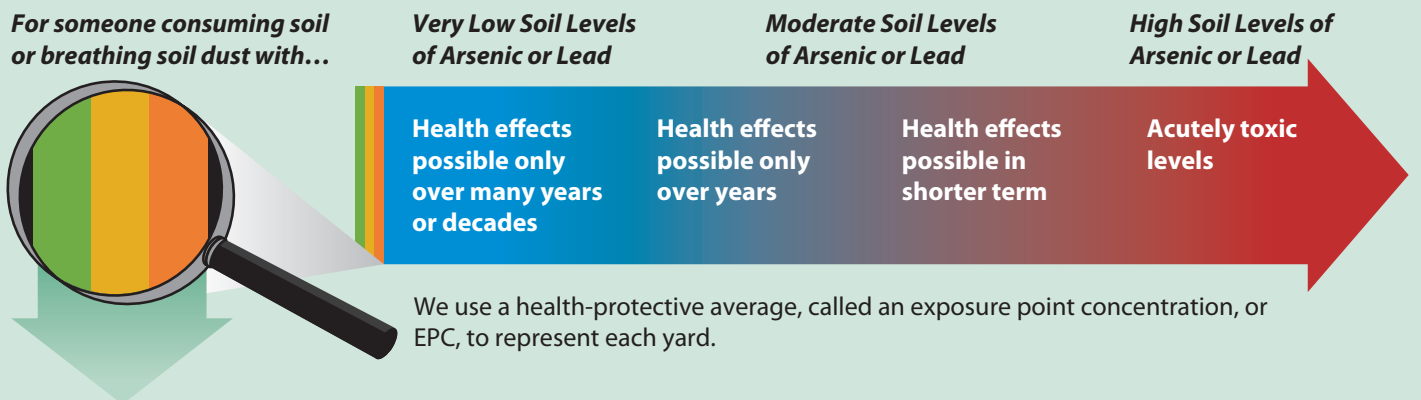 For someone consuming soil
or breathing soil dust with…
Very Low Soil Levels
of Arsenic or Lead
Moderate Soil Levels
of Arsenic or Lead
High Soil Levels of
Arsenic or Lead
Health effects
possible only
over many years
or decades
Health effects
possible only
over years
Health effects
possible in
shorter term
Acutely toxic
levels
We use a health-protective average, called an exposure point concentration, or
EPC, to represent each yard.